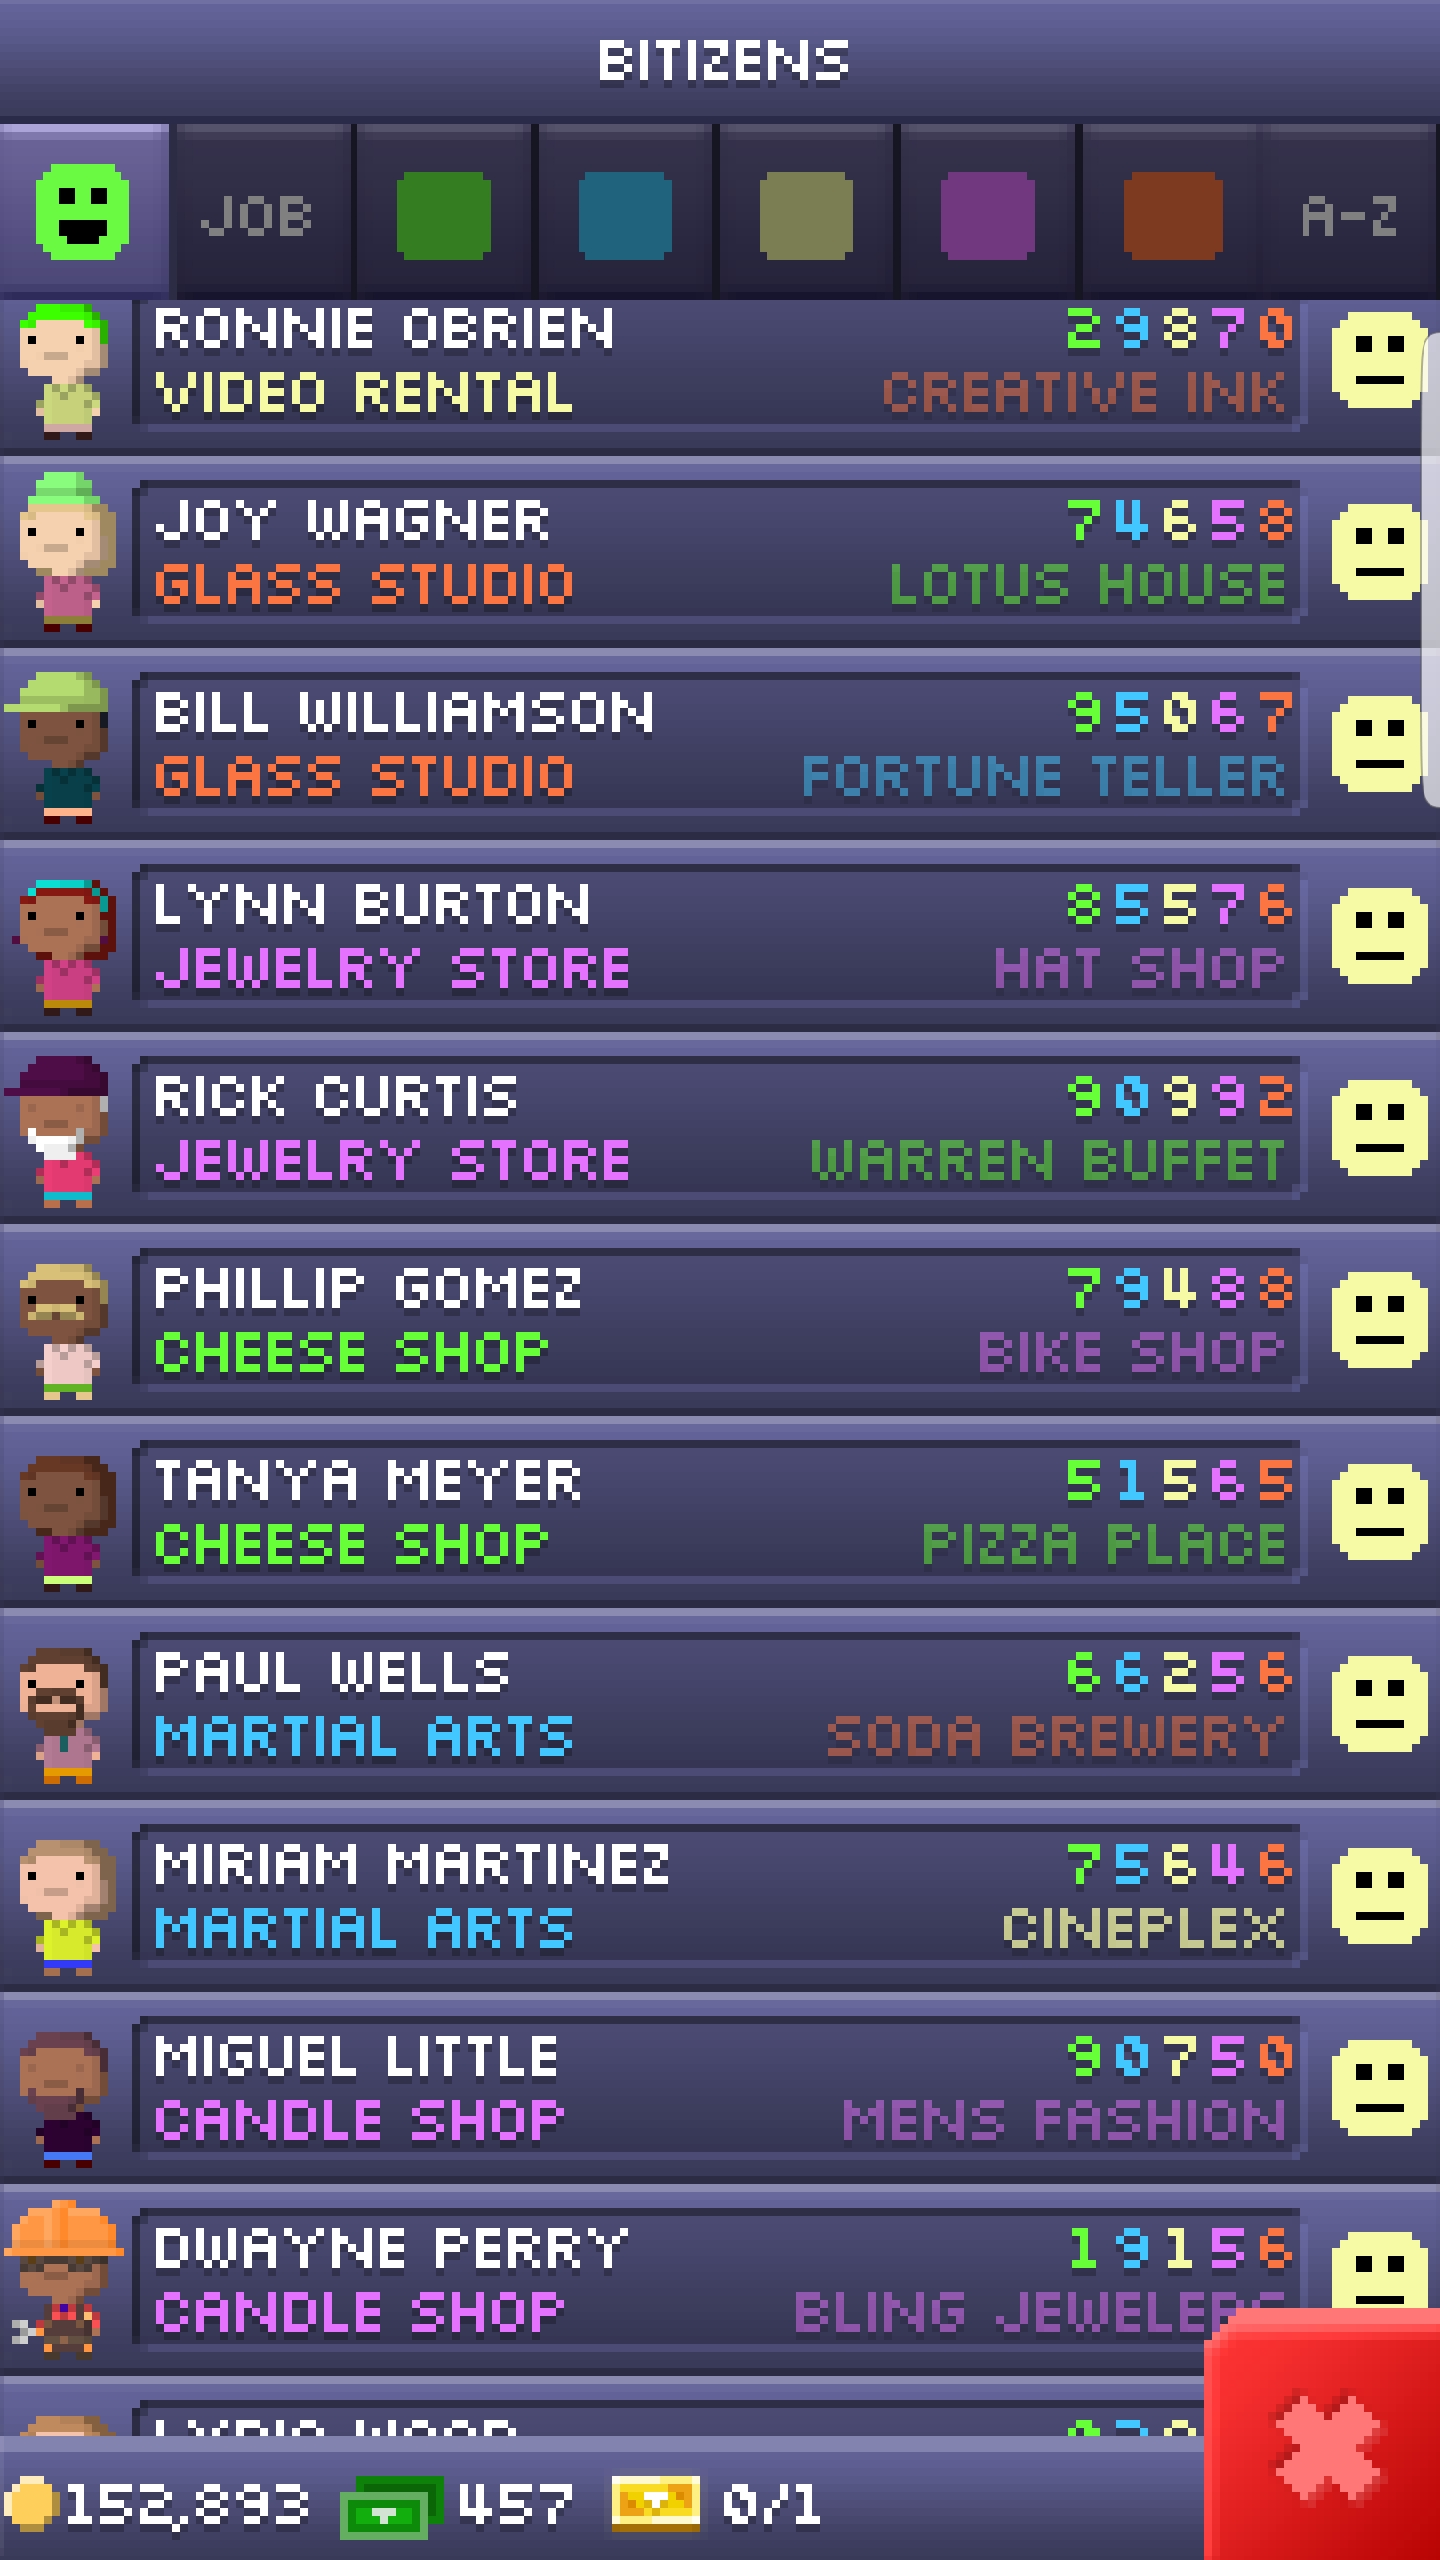 BITIZENS
JOB A-Z
RONNIE OBRIEN 29870
VIDEO RENTAL CREATIVE INK
JOY WAGNER 74658
GLASS STUDIO LOTUS HOUSE
BILL WILLIAMSON 95067
GLASS STUDIO FORTUNE TELLER
LYNN BURTON 85576
JEWELRY STORE HAT SHOP
RICK CURTIS 90992
JEWELRY STORE WARREN BUFFET
PHILLIP GOMEZ 79488
CHEESE SHOP BIKE SHOP
TANYA MEYER 51565
CHEESE SHOP PIZZA PLACE
PAUL WELLS 66256
MARTIAL ARTS SODA BREWERY
MIRIAM MARTINEZ 75646
MARTIAL ARTS CINEPLEX
MIGUEL LITTLE 90750
CANDLE SHOP MENS FASHION
DWAYNE PERRY 19156
CANDLE SHOP BLING JEWELERS
152,893 457 0/1